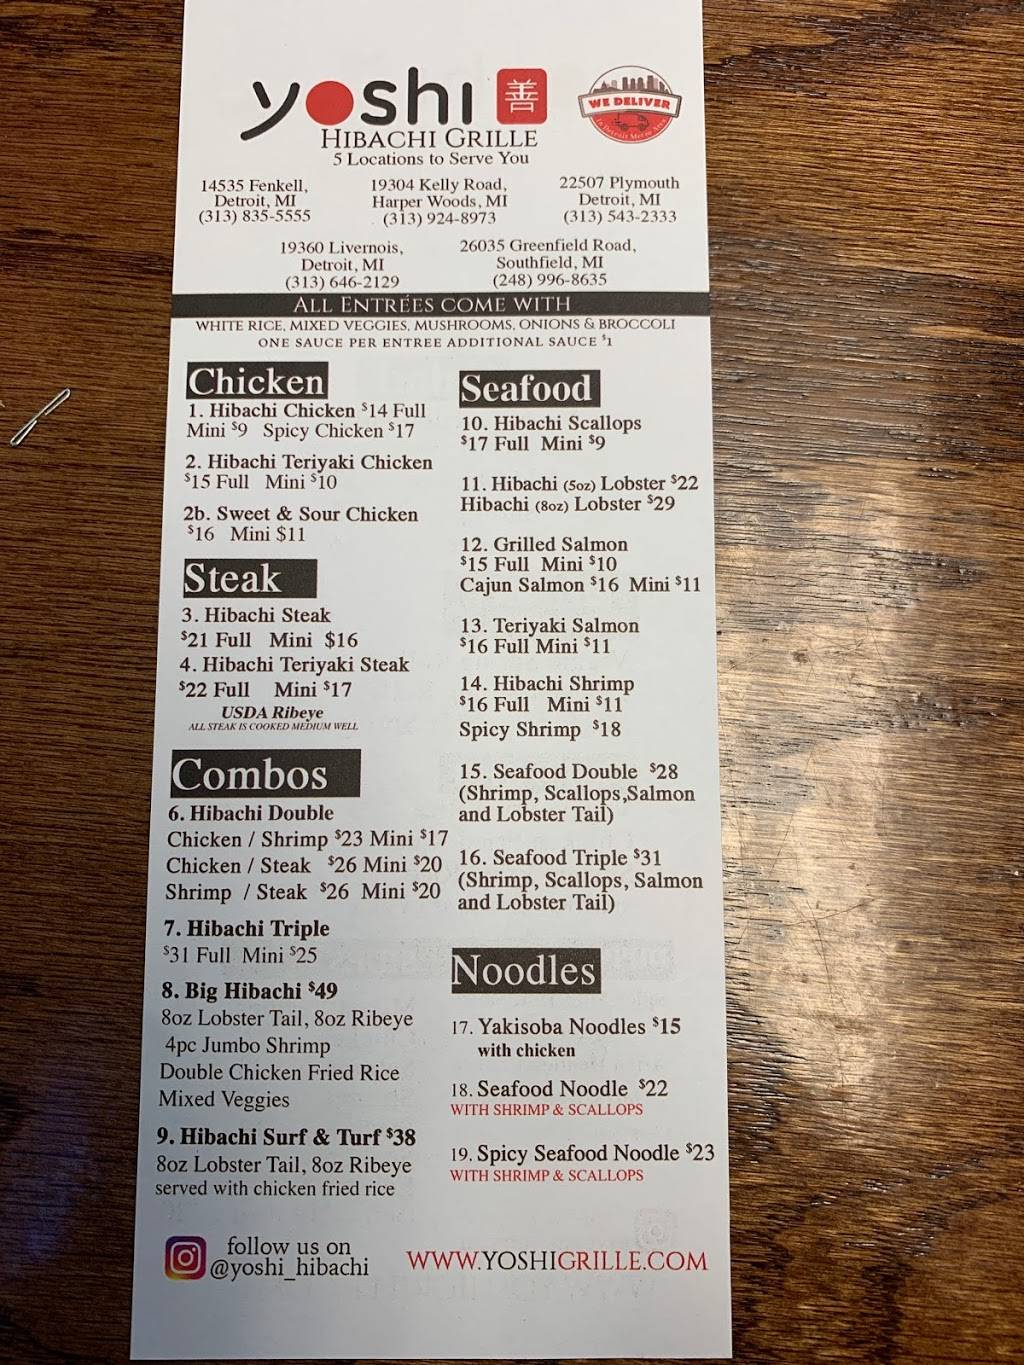 yoshi 善
HIBACHI GRILLE
5 Locations to Serve You
WE DELIVER
In Detroit Metro Area
14535 Fenkell,
Detroit, MI
(313) 835-5555
19304 Kelly Road,
Harper Woods, MI
(313) 924-8973
22507 Plymouth
Detroit, MI
(313) 543-2333
19360 Livernois,
Detroit, MI
(313) 646-2129
26035 Greenfield Road,
Southfield, MI
(248) 996-8635
ALL ENTRÉES COME WITH
WHITE RICE, MIXED VEGGIES, MUSHROOMS, ONIONS & BROCCOLI
ONE SAUCE PER ENTREE ADDITIONAL SAUCE $1
Chicken
1. Hibachi Chicken $14 Full
Mini $9 Spicy Chicken $17
2. Hibachi Teriyaki Chicken
$15 Full Mini $10
2b. Sweet & Sour Chicken
$16 Mini $11
Steak
3. Hibachi Steak
$21 Full Mini $16
4. Hibachi Teriyaki Steak
$22 Full Mini $17
USDA Ribeye
ALL STEAK IS COOKED MEDIUM WELL
Combos
6. Hibachi Double
Chicken / Shrimp $23 Mini $17
Chicken / Steak $26 Mini $20
Shrimp / Steak $26 Mini $20
7. Hibachi Triple
$31 Full Mini $25
8. Big Hibachi $49
8oz Lobster Tail, 8oz Ribeye
4pc Jumbo Shrimp
Double Chicken Fried Rice
Mixed Veggies
9. Hibachi Surf & Turf $38
8oz Lobster Tail, 8oz Ribeye
served with chicken fried rice
Seafood
10. Hibachi Scallops
$17 Full Mini $9
11. Hibachi (5oz) Lobster $22
Hibachi (8oz) Lobster $29
12. Grilled Salmon
$15 Full Mini $10
Cajun Salmon $16 Mini $11
13. Teriyaki Salmon
$16 Full Mini $11
14. Hibachi Shrimp
$16 Full Mini $11
Spicy Shrimp $18
15. Seafood Double $28
(Shrimp, Scallops,Salmon
and Lobster Tail)
16. Seafood Triple $31
(Shrimp, Scallops, Salmon
and Lobster Tail)
Noodles
17. Yakisoba Noodles $15
with chicken
18. Seafood Noodle $22
WITH SHRIMP & SCALLOPS
19. Spicy Seafood Noodle $23
WITH SHRIMP & SCALLOPS
follow us on
@yoshi_hibachi
WWW.YOSHIGRILLE.COM